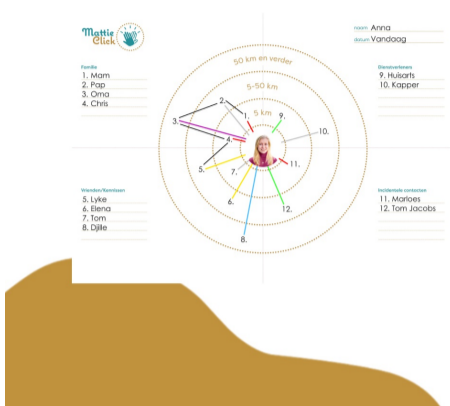 Mattie
Click
naam Anna
datum Vandaag
Familie
1. Mam
2. Pap
3. Oma
4. Chris
Dienstverleners
9. Huisarts
10. Kapper
50 km en verder
5-50 km
5 km
2.
1.
9.
3.
10.
4.
11.
5.
7.
6.
12.
8.
Vrienden/Kennissen
5. Lyke
6. Elena
7. Tom
8. Djille
Incidentele contacten
11. Marloes
12. Tom Jacobs